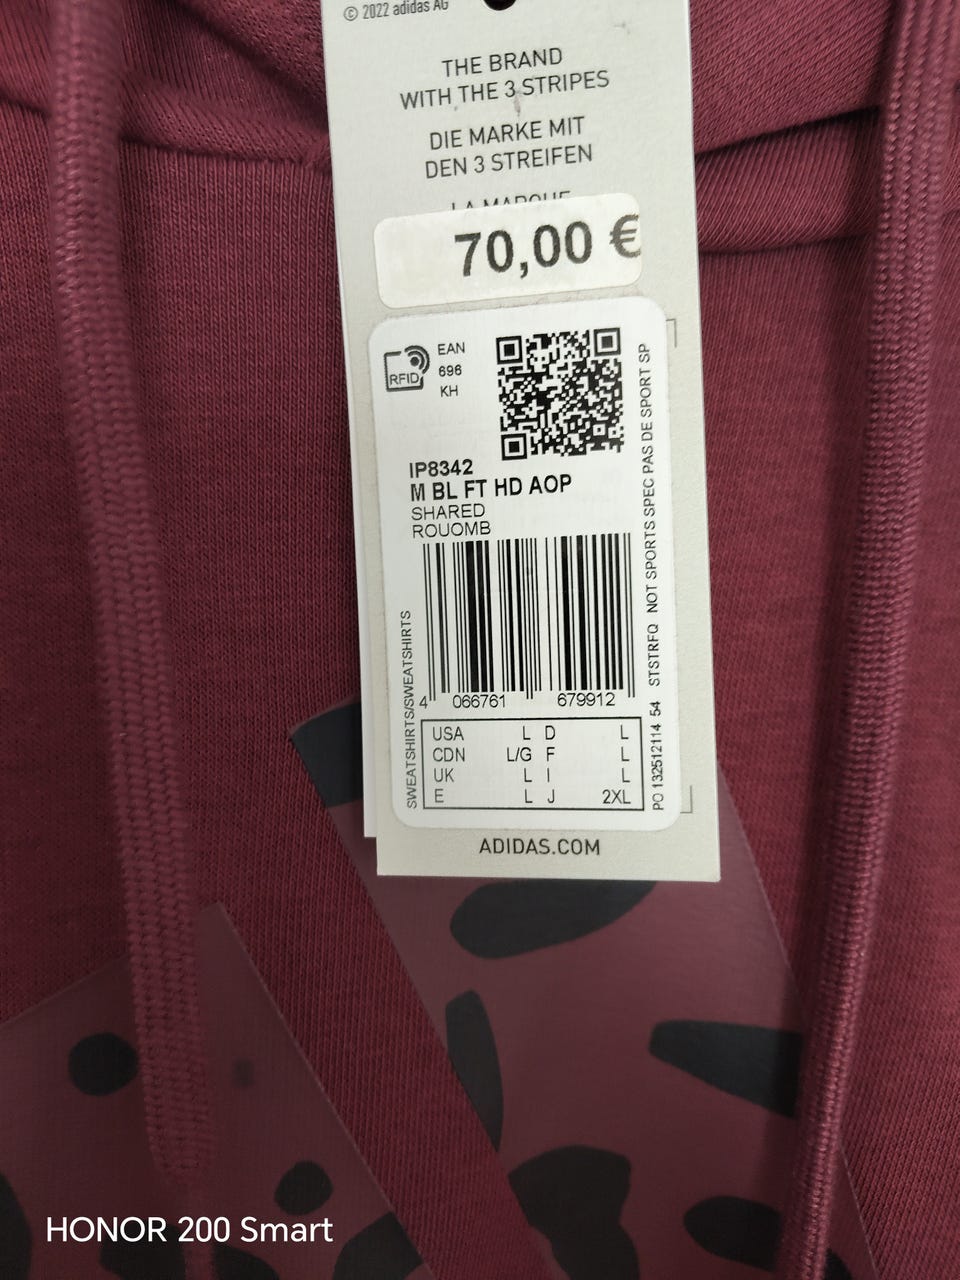 © 2022 adidas AG
THE BRAND
WITH THE 3 STRIPES
DIE MARKE MIT
DEN 3 STREIFEN
LA MARQUE
70,00 €
RFID
EAN
696
KH
IP8342
M BL FT HD AOP
SHARED
ROUOMB
SWEATSHIRTS/SWEATSHIRTS
4 066761 679912
PO 132512114 54 STSTRFQ NOT SPORTS SPEC PAS DE SPORT SP
USA L D L
CDN L/G F L
UK L I L
E L J 2XL
ADIDAS.COM
HONOR 200 Smart